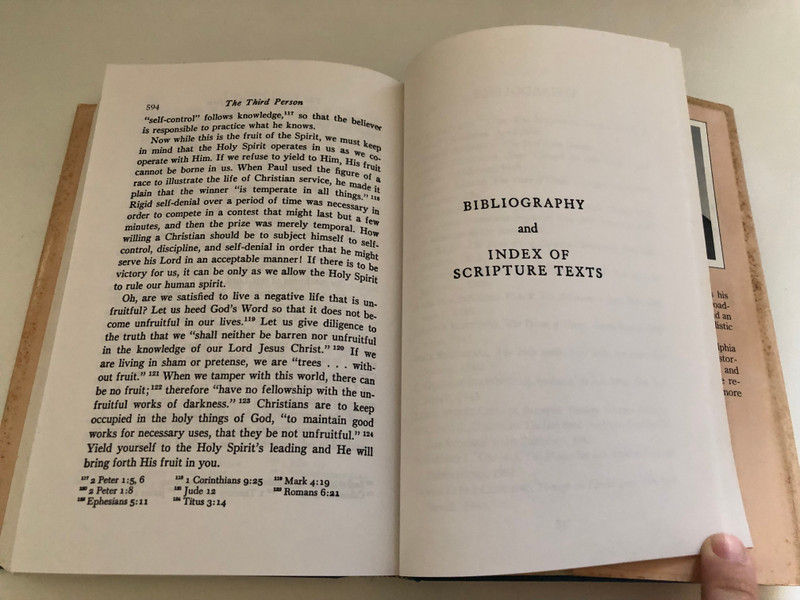 594
The Third Person
"self-control" follows knowledge,¹¹⁷ so that the believer
is responsible to practice what he knows.
Now while this is the fruit of the Spirit, we must keep
in mind that the Holy Spirit operates in us as we co-
operate with Him. If we refuse to yield to Him, His fruit
cannot be borne in us. When Paul used the figure of a
race to illustrate the life of Christian service, he made it
plain that the winner "is temperate in all things." ¹¹⁸
Rigid self-denial over a period of time was necessary in
order to compete in a contest that might last but a few
minutes, and then the prize was merely temporal. How
willing a Christian should be to subject himself to self-
control, discipline, and self-denial in order that he might
serve his Lord in an acceptable manner! If there is to be
victory for us, it can be only as we allow the Holy Spirit
to rule our human spirit.
Oh, are we satisfied to live a negative life that is un-
fruitful? Let us heed God's Word so that it does not be-
come unfruitful in our lives.¹¹⁹ Let us give diligence to
the truth that we "shall neither be barren nor unfruitful
in the knowledge of our Lord Jesus Christ." ¹²⁰ If we
are living in sham or pretense, we are "trees . . . with-
out fruit." ¹²¹ When we tamper with this world, there can
be no fruit;¹²² therefore "have no fellowship with the un-
fruitful works of darkness." ¹²³ Christians are to keep
occupied in the holy things of God, "to maintain good
works for necessary uses, that they be not unfruitful." ¹²⁴
Yield yourself to the Holy Spirit's leading and He will
bring forth His fruit in you.
¹¹⁷ 2 Peter 1:5, 6 ¹¹⁸ 1 Corinthians 9:25 ¹¹⁹ Mark 4:19
¹²⁰ 2 Peter 1:8 ¹²¹ Jude 12 ¹²² Romans 6:21
¹²³ Ephesians 5:11 ¹²⁴ Titus 3:14
BIBLIOGRAPHY
and
INDEX OF
SCRIPTURE TEXTS
his
oad-
d an
listic
lphia
stor-
and
re-
more